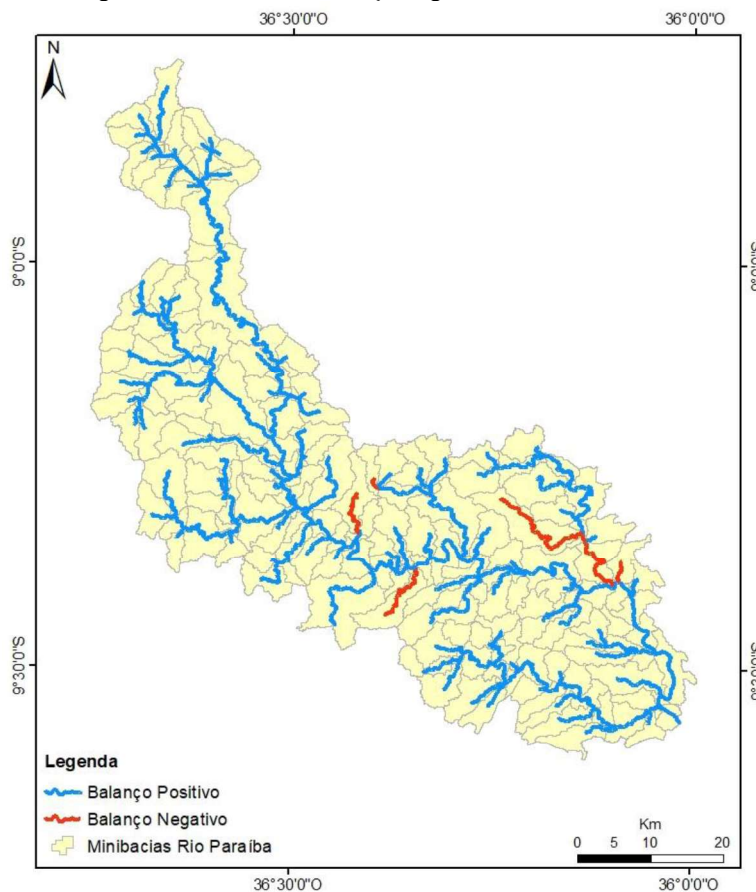 36°30'0"O 36°0'0"O
N
9°0'0"S
9°30'0"S
Legenda
Balanço Positivo
Balanço Negativo
Minibacias Rio Paraíba
Km
0 5 10 20
36°30'0"O 36°0'0"O